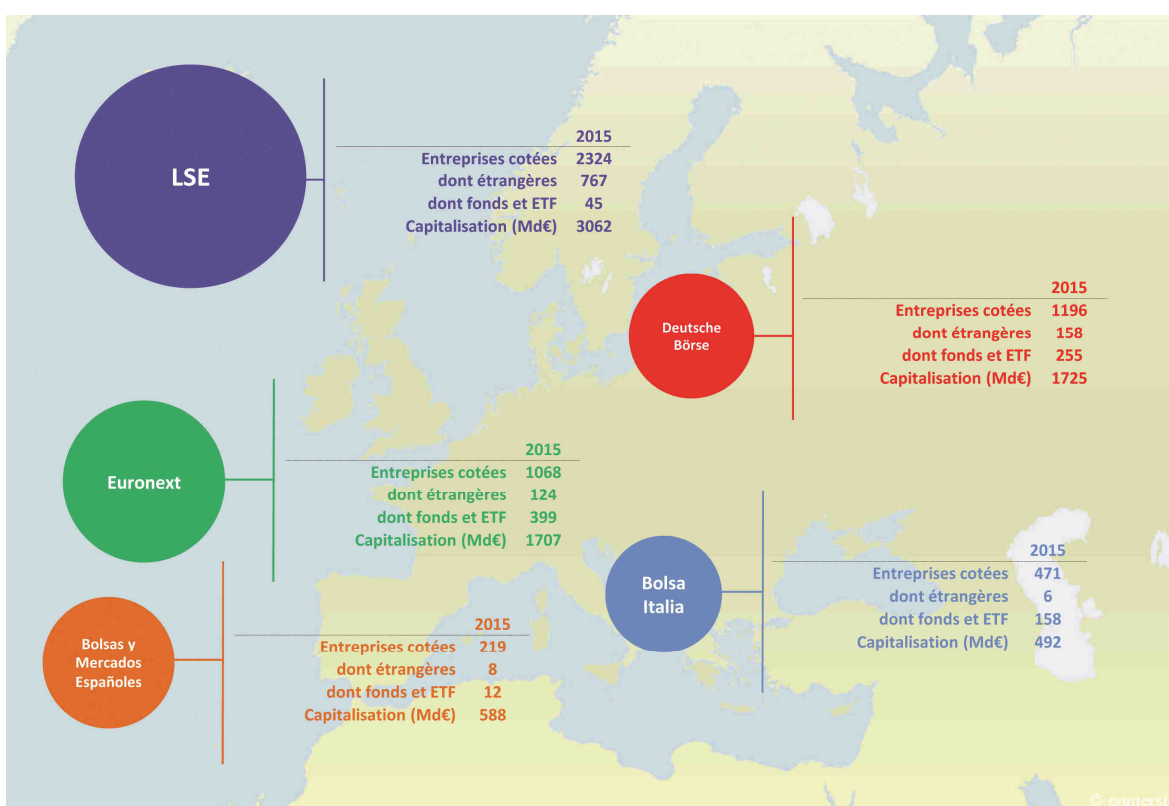 LSE
2015
Entreprises cotées 2324
dont étrangères 767
dont fonds et ETF 45
Capitalisation (Md€) 3062
Deutsche
Börse
2015
Entreprises cotées 1196
dont étrangères 158
dont fonds et ETF 255
Capitalisation (Md€) 1725
Euronext
2015
Entreprises cotées 1068
dont étrangères 124
dont fonds et ETF 399
Capitalisation (Md€) 1707
Bolsa
Italia
2015
Entreprises cotées 471
dont étrangères 6
dont fonds et ETF 158
Capitalisation (Md€) 492
Bolsas y
Mercados
Españoles
2015
Entreprises cotées 219
dont étrangères 8
dont fonds et ETF 12
Capitalisation (Md€) 588